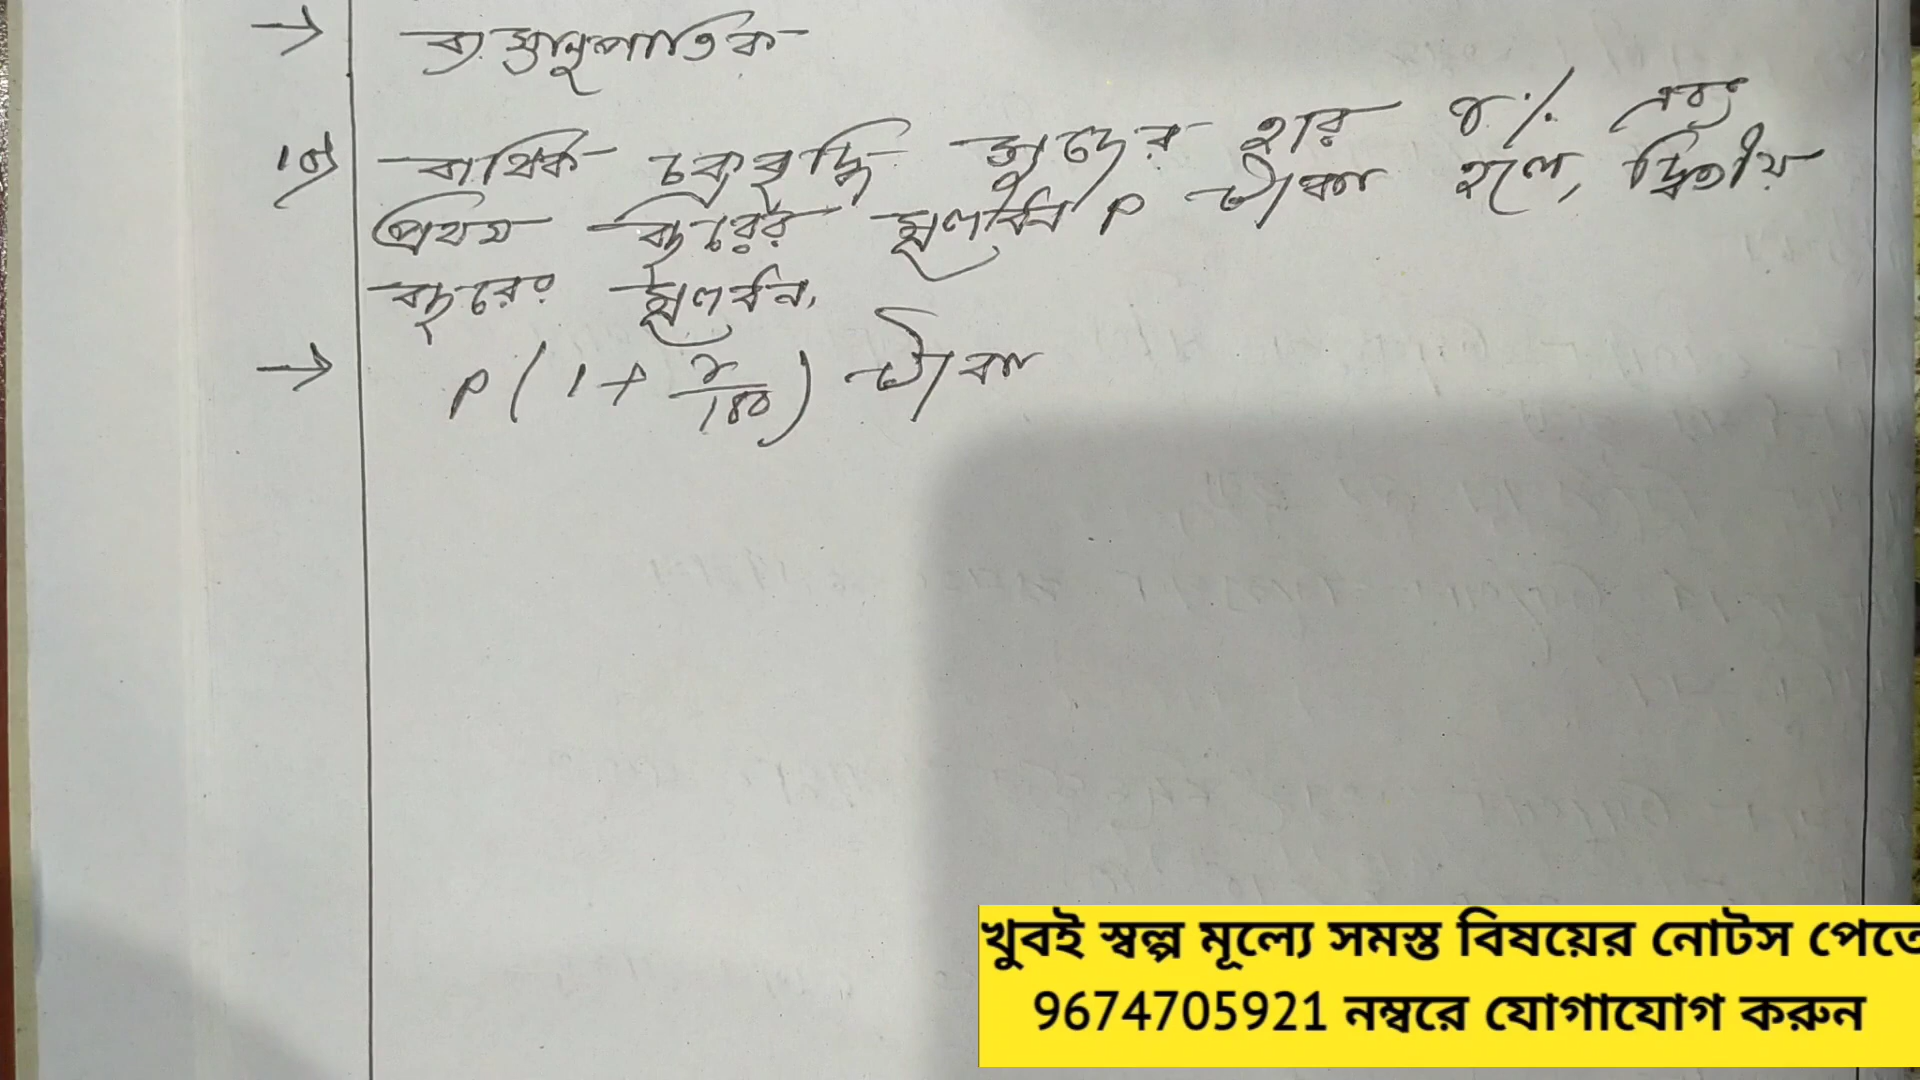 → ব্যস্তানুপাতিক
বার্ষিক চক্রবৃদ্ধি সুদের হার r% এবং
প্রথম বছরের মূলধন P টাকা হলে, দ্বিতীয়
বছরের মূলধন,
→ P(1+r/100) টাকা
খুবই স্বল্প মূল্যে সমস্ত বিষয়ের নোটস পেতে
9674705921 নম্বরে যোগাযোগ করুন